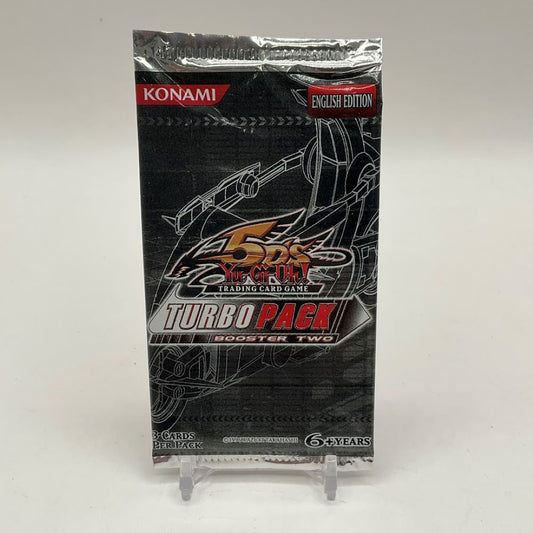 KONAMI
ENGLISH EDITION
5D's
YU-GI-OH!
TRADING CARD GAME
TURBO PACK
BOOSTER TWO
3 CARDS
PER PACK
6+YEARS